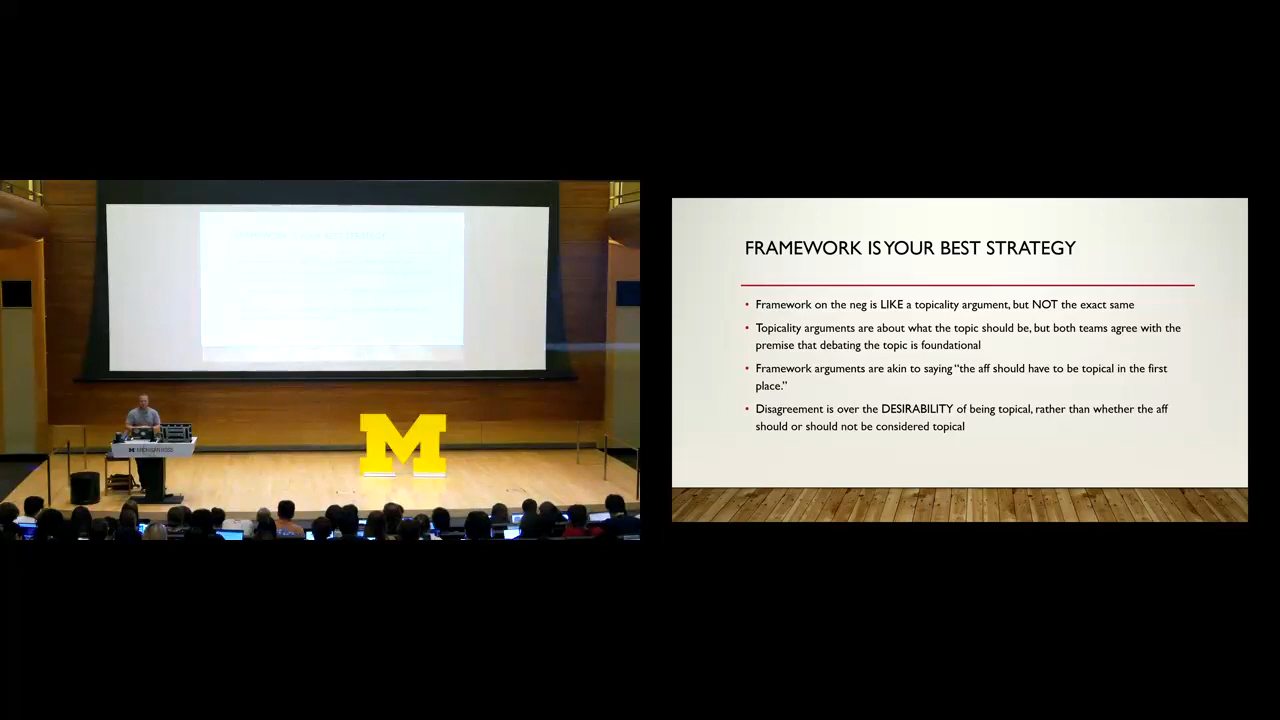 M
MICHIGAN
FRAMEWORK IS YOUR BEST STRATEGY
• Framework on the neg is LIKE a topicality argument, but NOT the exact same
• Topicality arguments are about what the topic should be, but both teams agree with the
premise that debating the topic is foundational
• Framework arguments are akin to saying “the aff should have to be topical in the first
place.”
• Disagreement is over the DESIRABILITY of being topical, rather than whether the aff
should or should not be considered topical